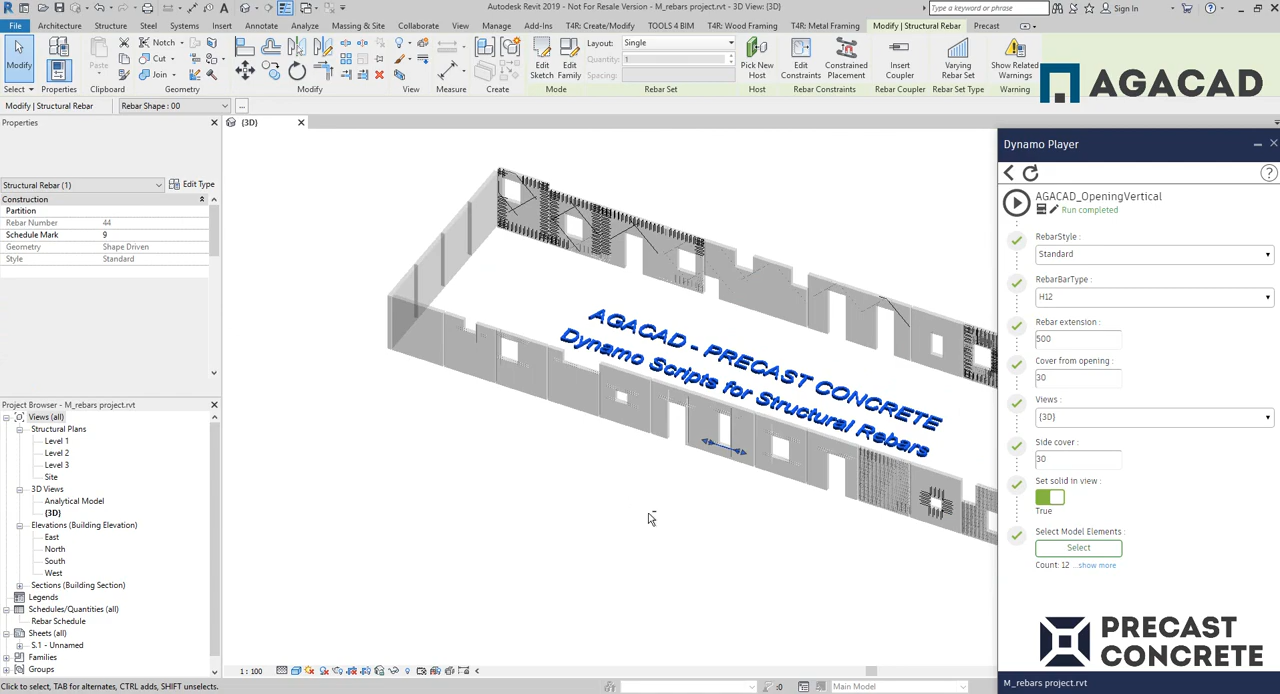 Autodesk Revit 2019 - Not For Resale Version - M_rebars project.rvt - 3D View: {3D}
Type a keyword or phrase
Sign In
File Architecture Structure Steel Systems Insert Annotate Analyze Massing & Site Collaborate View Manage Add-Ins T4R: Create/Modify TOOLS 4 BIM T4R: Wood Framing T4R: Metal Framing Modify | Structural Rebar Precast
Modify
Properties
Paste
Notch
Cut
Join
Edit Sketch
Edit Family
Layout: Single
Quantity: 1
Spacing:
Pick New Host
Edit Constraints
Constrained Placement
Insert Coupler
Varying Rebar Set
Show Related Warnings
Select Properties Clipboard Geometry Modify View Measure Create Mode Rebar Set Host Rebar Constraints Rebar Coupler Rebar Set Type Warning
AGACAD
Modify | Structural Rebar
Rebar Shape : 00
...
Properties
{3D}
Structural Rebar (1)
Edit Type
Construction
Partition
Rebar Number 44
Schedule Mark 9
Geometry Shape Driven
Style Standard
Project Browser - M_rebars project.rvt
Views (all)
Structural Plans
Level 1
Level 2
Level 3
Site
3D Views
Analytical Model
{3D}
Elevations (Building Elevation)
East
North
South
West
Sections (Building Section)
Legends
Schedules/Quantities (all)
Rebar Schedule
Sheets (all)
S.1 - Unnamed
Families
Groups
AGACAD - PRECAST CONCRETE
Dynamo Scripts for Structural Rebars
Dynamo Player
AGACAD_OpeningVertical
Run completed
RebarStyle :
Standard
RebarBarType :
H12
Rebar extension :
500
Cover from opening :
30
Views :
{3D}
Side cover :
30
Set solid in view :
True
Select Model Elements :
Select
Count: 12 ...show more
PRECAST
CONCRETE
M_rebars project.rvt
1 : 100
Click to select, TAB for alternates, CTRL adds, SHIFT unselects.
:0
Main Model